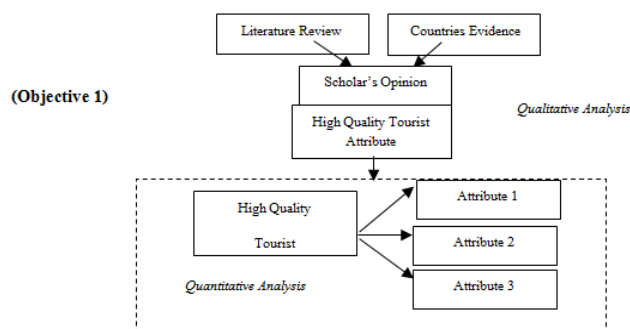 Literature Review
Countries Evidence
(Objective 1)
Scholar's Opinion
Qualitative Analysis
High Quality Tourist
Attribute
High Quality
Tourist
Attribute 1
Attribute 2
Attribute 3
Quantitative Analysis